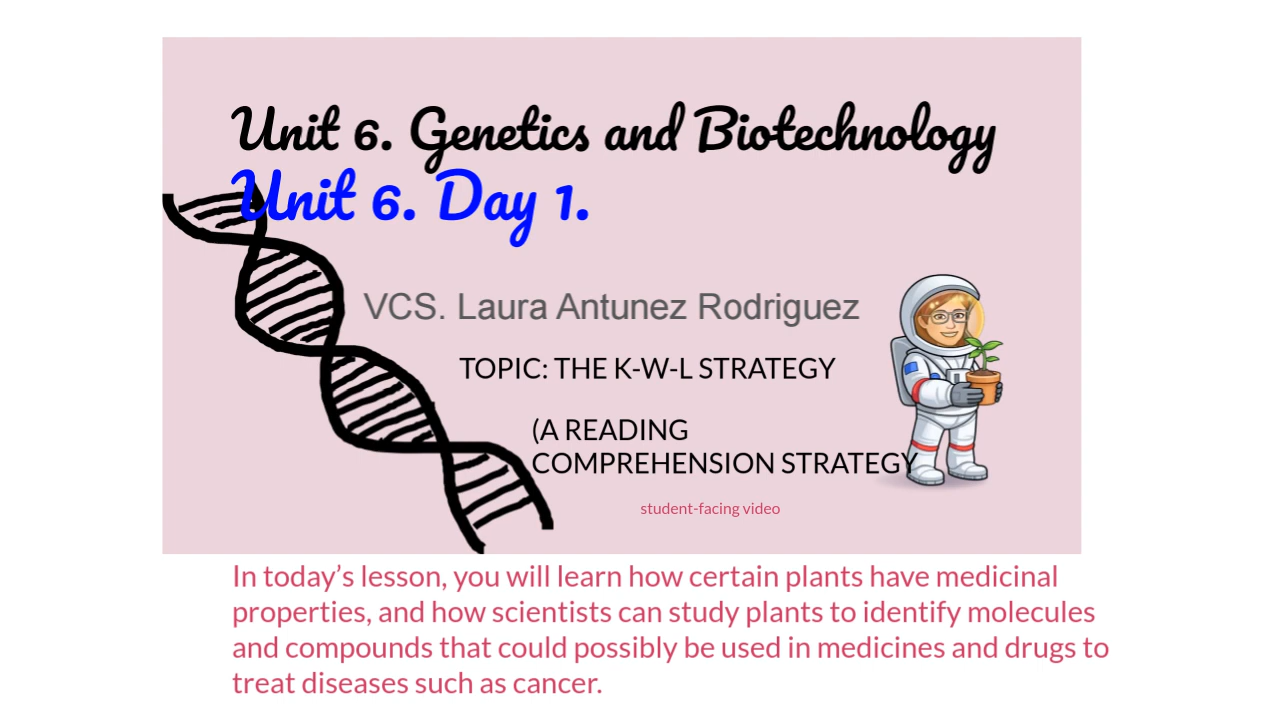 Unit 6. Genetics and Biotechnology
Unit 6. Day 1.
VCS. Laura Antunez Rodriguez
TOPIC: THE K-W-L STRATEGY
(A READING
COMPREHENSION STRATEGY
student-facing video
In today’s lesson, you will learn how certain plants have medicinal
properties, and how scientists can study plants to identify molecules
and compounds that could possibly be used in medicines and drugs to
treat diseases such as cancer.